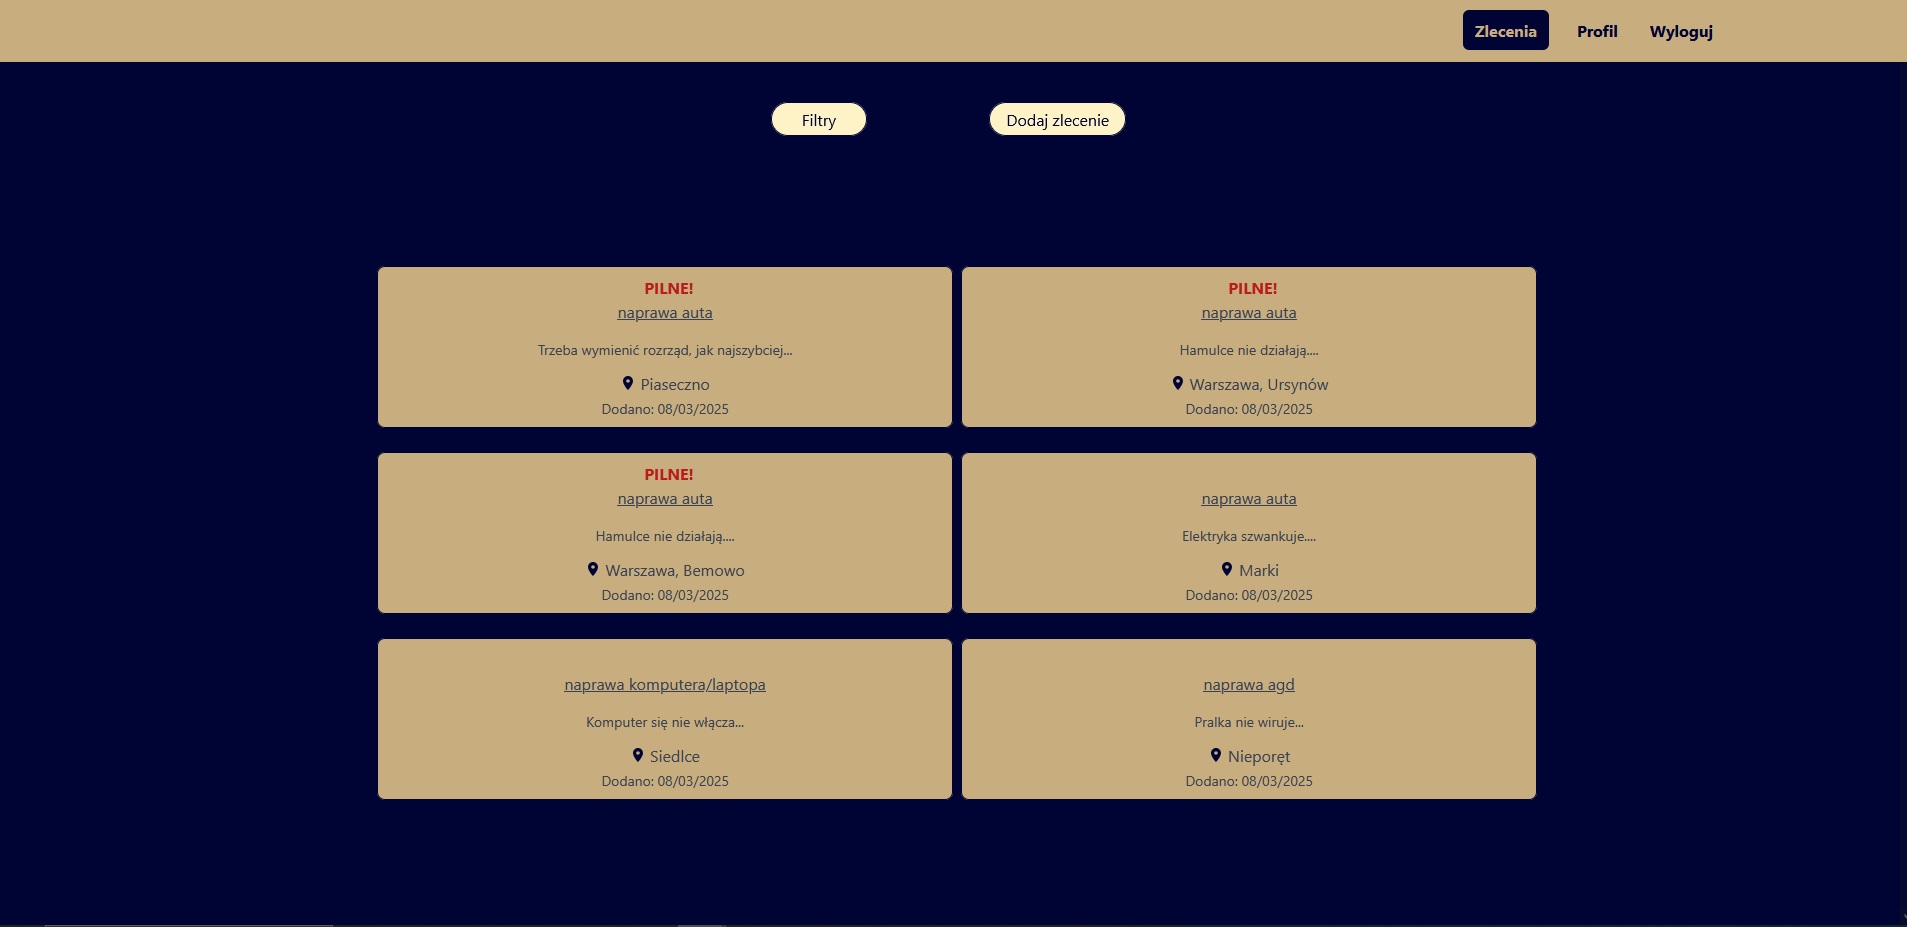 Zlecenia Profil Wyloguj
Filtry Dodaj zlecenie
PILNE!
naprawa auta
Trzeba wymienić rozrząd, jak najszybciej...
Piaseczno
Dodano: 08/03/2025
PILNE!
naprawa auta
Hamulce nie działają....
Warszawa, Ursynów
Dodano: 08/03/2025
PILNE!
naprawa auta
Hamulce nie działają....
Warszawa, Bemowo
Dodano: 08/03/2025
naprawa auta
Elektryka szwankuje....
Marki
Dodano: 08/03/2025
naprawa komputera/laptopa
Komputer się nie włącza...
Siedlce
Dodano: 08/03/2025
naprawa agd
Pralka nie wiruje...
Nieporęt
Dodano: 08/03/2025